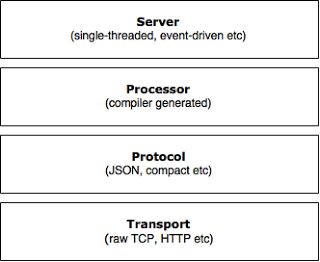 Server
(single-threaded, event-driven etc)
Processor
(compiler generated)
Protocol
(JSON, compact etc)
Transport
(raw TCP, HTTP etc)